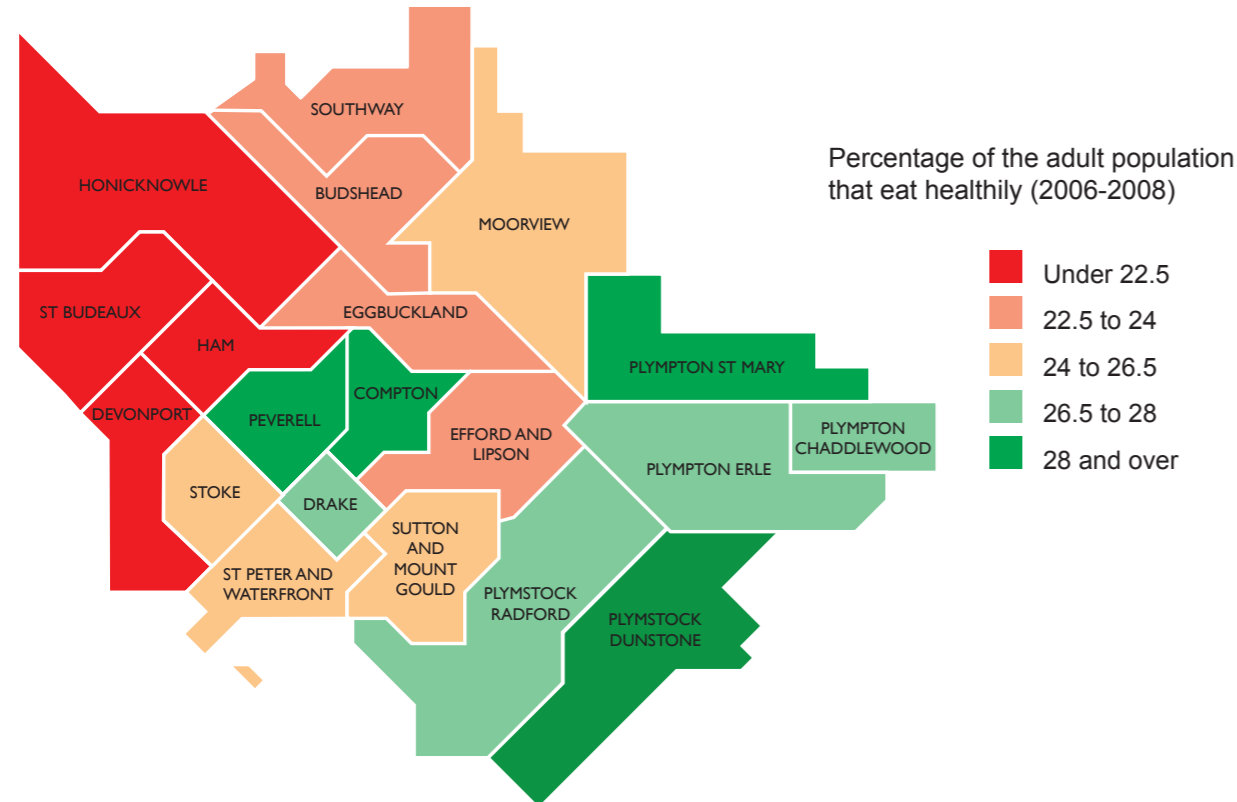 SOUTHWAY
HONICKNOWLE
BUDSHEAD
MOORVIEW
ST BUDEAUX
EGGBUCKLAND
HAM
PLYMPTON ST MARY
DEVONPORT
PEVERELL
COMPTON
EFFORD AND
LIPSON
PLYMPTON
CHADDLEWOOD
PLYMPTON ERLE
STOKE
DRAKE
SUTTON
AND
MOUNT
GOULD
ST PETER AND
WATERFRONT
PLYMSTOCK
RADFORD
PLYMSTOCK
DUNSTONE
Percentage of the adult population
that eat healthily (2006-2008)
Under 22.5
22.5 to 24
24 to 26.5
26.5 to 28
28 and over